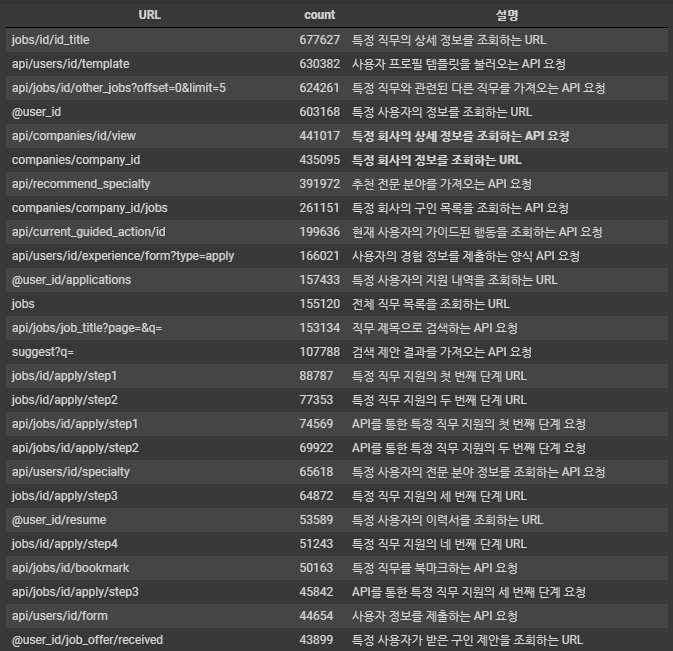 URL count 설명
jobs/id/id_title 677627 특정 직무의 상세 정보를 조회하는 URL
api/users/id/template 630382 사용자 프로필 템플릿을 불러오는 API 요청
api/jobs/id/other_jobs?offset=0&limit=5 624261 특정 직무와 관련된 다른 직무를 가져오는 API 요청
@user_id 603168 특정 사용자의 정보를 조회하는 URL
api/companies/id/view 441017 특정 회사의 상세 정보를 조회하는 API 요청
companies/company_id 435095 특정 회사의 정보를 조회하는 URL
api/recommend_specialty 391972 추천 전문 분야를 가져오는 API 요청
companies/company_id/jobs 261151 특정 회사의 구인 목록을 조회하는 API 요청
api/current_guided_action/id 199636 현재 사용자의 가이드된 행동을 조회하는 API 요청
api/users/id/experience/form?type=apply 166021 사용자의 경험 정보를 제출하는 양식 API 요청
@user_id/applications 157433 특정 사용자의 지원 내역을 조회하는 URL
jobs 155120 전체 직무 목록을 조회하는 URL
api/jobs/job_title?page=&q= 153134 직무 제목으로 검색하는 API 요청
suggest?q= 107788 검색 제안 결과를 가져오는 API 요청
jobs/id/apply/step1 88787 특정 직무 지원의 첫 번째 단계 URL
jobs/id/apply/step2 77353 특정 직무 지원의 두 번째 단계 URL
api/jobs/id/apply/step1 74569 API를 통한 특정 직무 지원의 첫 번째 단계 요청
api/jobs/id/apply/step2 69922 API를 통한 특정 직무 지원의 두 번째 단계 요청
api/users/id/specialty 65618 특정 사용자의 전문 분야 정보를 조회하는 API 요청
jobs/id/apply/step3 64872 특정 직무 지원의 세 번째 단계 URL
@user_id/resume 53589 특정 사용자의 이력서를 조회하는 URL
jobs/id/apply/step4 51243 특정 직무 지원의 네 번째 단계 URL
api/jobs/id/bookmark 50163 특정 직무를 북마크하는 API 요청
api/jobs/id/apply/step3 45842 API를 통한 특정 직무 지원의 세 번째 단계 요청
api/users/id/form 44654 사용자 정보를 제출하는 API 요청
@user_id/job_offer/received 43899 특정 사용자가 받은 구인 제안을 조회하는 URL